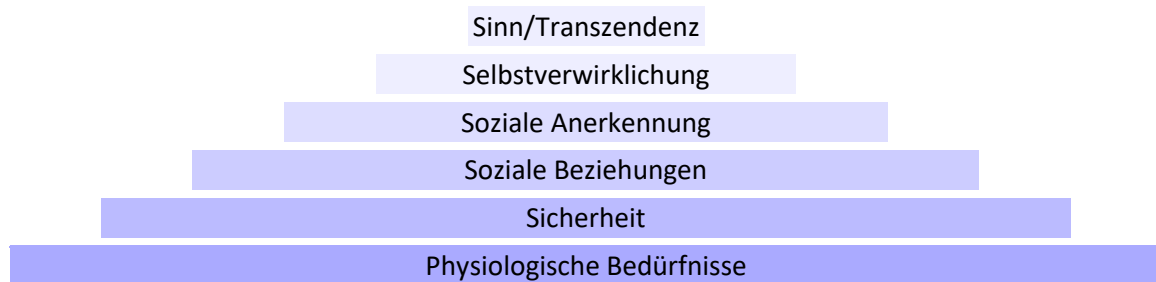 Sinn/Transzendenz
Selbstverwirklichung
Soziale Anerkennung
Soziale Beziehungen
Sicherheit
Physiologische Bedürfnisse